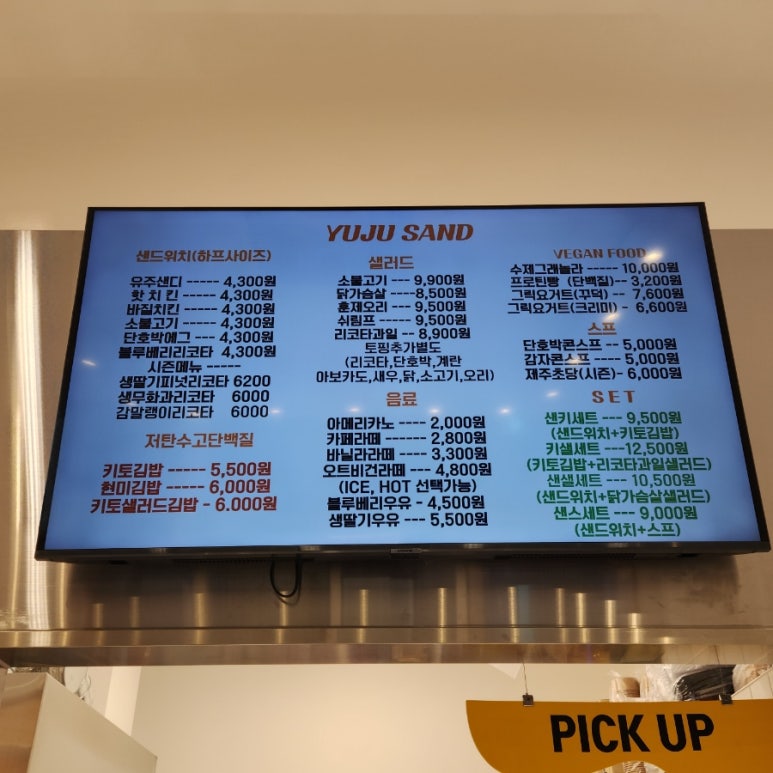 YUJU SAND
샌드위치(하프사이즈)
유주샌디 ----- 4,300원
핫 치 킨 ----- 4,300원
바질치킨 ----- 4,300원
소불고기 ----- 4,300원
단호박에그 --- 4,300원
블루베리리코타 4,300원
시즌메뉴 -----
생딸기피넛리코타 6200
생무화과리코타 6000
감말랭이리코타 6000
저탄수고단백질
키토김밥 ----- 5,500원
현미김밥 ----- 6,000원
키토샐러드김밥 - 6.000원
샐러드
소불고기 --- 9,900원
닭가슴살 ----8,500원
훈제오리 --- 9,500원
쉬림프 ----- 9,500원
리코타과일 -- 8,900원
토핑추가별도
(리코타,단호박,계란
아보카도,새우,닭,소고기,오리)
음료
아메리카노 ---- 2,000원
카페라떼 ------ 2,800원
바닐라라떼 ---- 3,300원
오트비건라떼 --- 4,800원
(ICE, HOT 선택가능)
블루베리우유 - 4,500원
생딸기우유 -- 5,500원
VEGAN FOOD
수제그래놀라 ----- 10,000원
프로틴빵 (단백질)-- 3,200원
그릭요거트(꾸덕) -- 7,600원
그릭요거트(크리미) - 6,600원
스프
단호박콘스프 -- 5,000원
감자콘스프 ---- 5,000원
제주초당(시즌)- 6,000원
SET
샌키세트 --- 9,500원
(샌드위치+키토김밥)
키샐세트 ---12,500원
(키토김밥+리코타과일샐러드)
샌샐세트 --- 10,500원
(샌드위치+닭가슴살샐러드)
샌스세트 --- 9,000원
(샌드위치+스프)
PICK UP